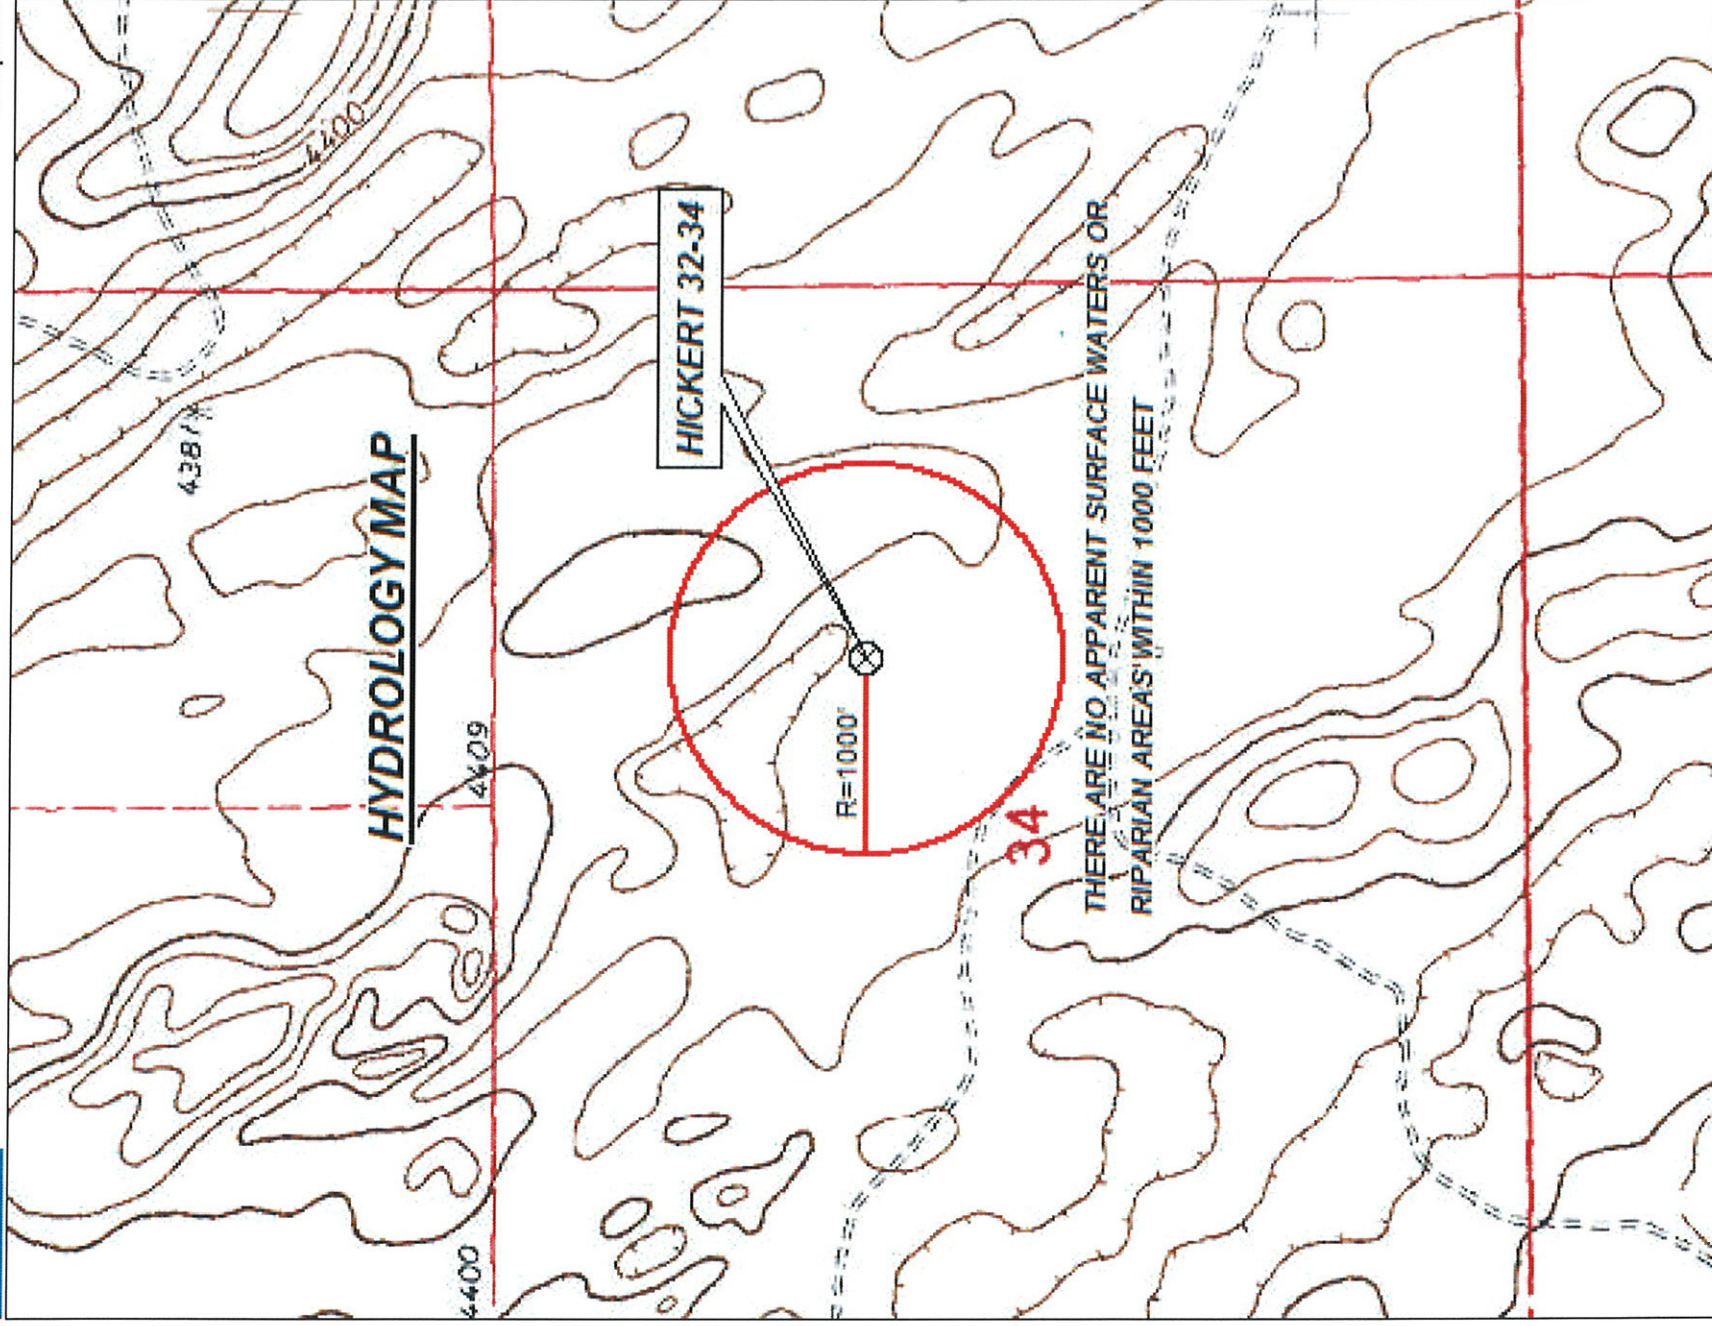 HYDROLOGY MAP
4400
4387
4409
4400
HICKERT 32-34
R=1000'
34
THERE ARE NO APPARENT SURFACE WATERS OR
RIPARIAN AREAS WITHIN 1000 FEET